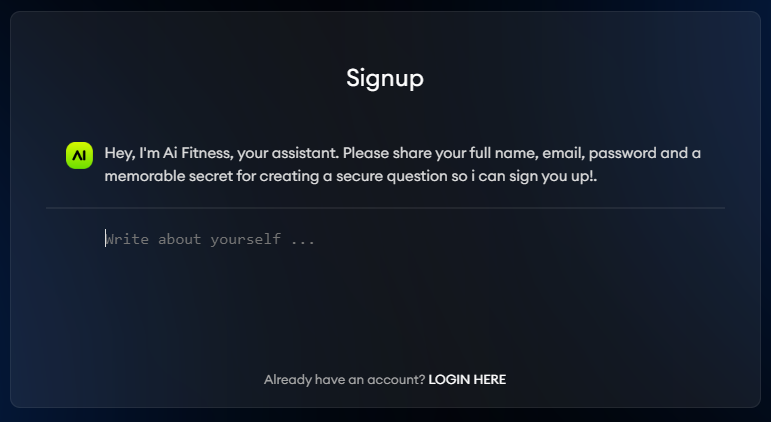 Signup
AI
Hey, I'm Ai Fitness, your assistant. Please share your full name, email, password and a
memorable secret for creating a secure question so i can sign you up!.
Write about yourself ...
Already have an account? LOGIN HERE